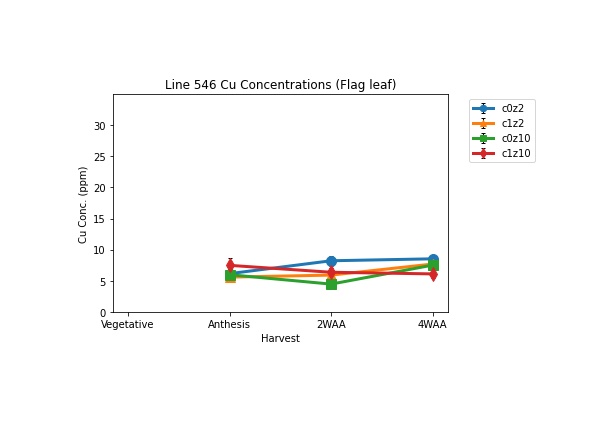 Line 546 Cu Concentrations (Flag leaf)
Cu Conc. (ppm)
30
25
20
15
10
5
0
Vegetative Anthesis 2WAA 4WAA
Harvest
c0z2
c1z2
c0z10
c1z10